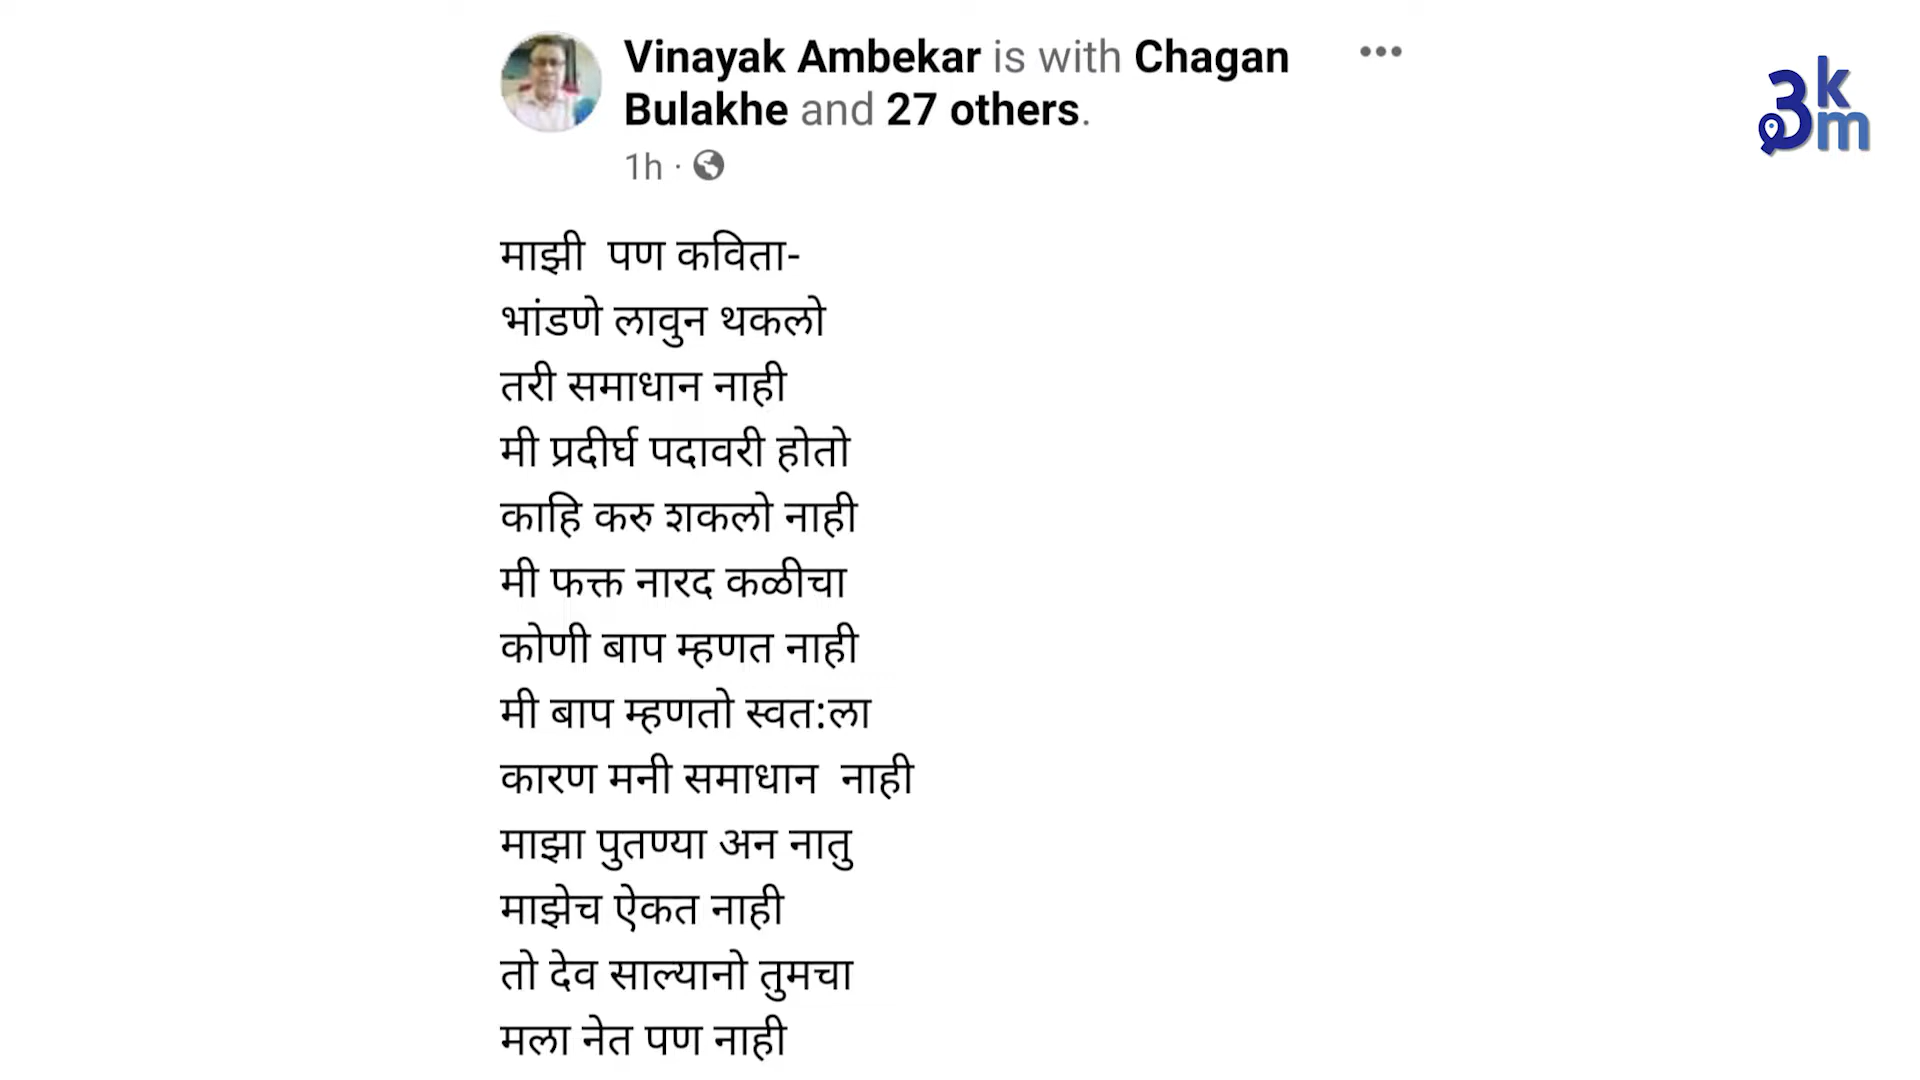 Vinayak Ambekar is with Chagan
Bulakhe and 27 others.
1h ·
3km
माझी पण कविता-
भांडणे लावुन थकलो
तरी समाधान नाही
मी प्रदीर्घ पदावरी होतो
काहि करु शकलो नाही
मी फक्त नारद कळीचा
कोणी बाप म्हणत नाही
मी बाप म्हणतो स्वत:ला
कारण मनी समाधान नाही
माझा पुतण्या अन नातु
माझेच ऐकत नाही
तो देव साल्यानो तुमचा
मला नेत पण नाही